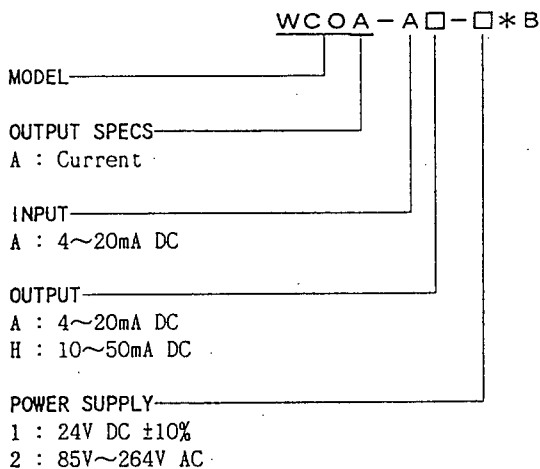 WCOA-A□-□*B
MODEL
OUTPUT SPECS
A : Current
INPUT
A : 4～20mA DC
OUTPUT
A : 4～20mA DC
H : 10～50mA DC
POWER SUPPLY
1 : 24V DC ±10%
2 : 85V～264V AC